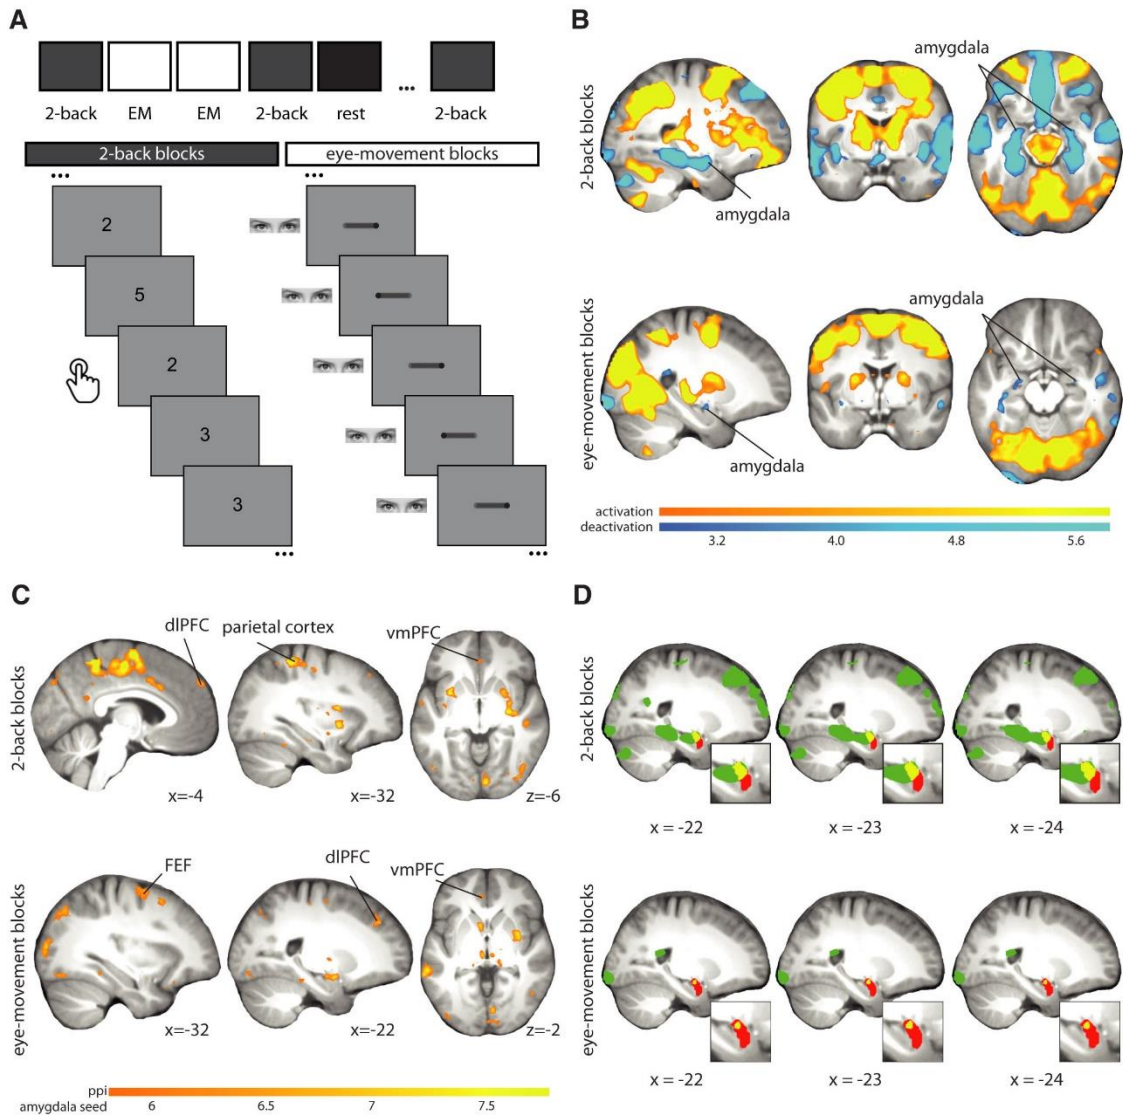 A
2-back EM EM 2-back rest ... 2-back
2-back blocks eye-movement blocks
...
...
2
5
2
3
3
...
...
B
2-back blocks
amygdala
amygdala
eye-movement blocks
amygdala
amygdala
activation
deactivation
3.2 4.0 4.8 5.6
C
2-back blocks
dlPFC parietal cortex vmPFC
x=-4 x=-32 z=-6
eye-movement blocks
FEF dlPFC vmPFC
x=-32 x=-22 z=-2
ppi
amygdala seed 6 6.5 7 7.5
D
2-back blocks
x = -22 x = -23 x = -24
eye-movement blocks
x = -22 x = -23 x = -24